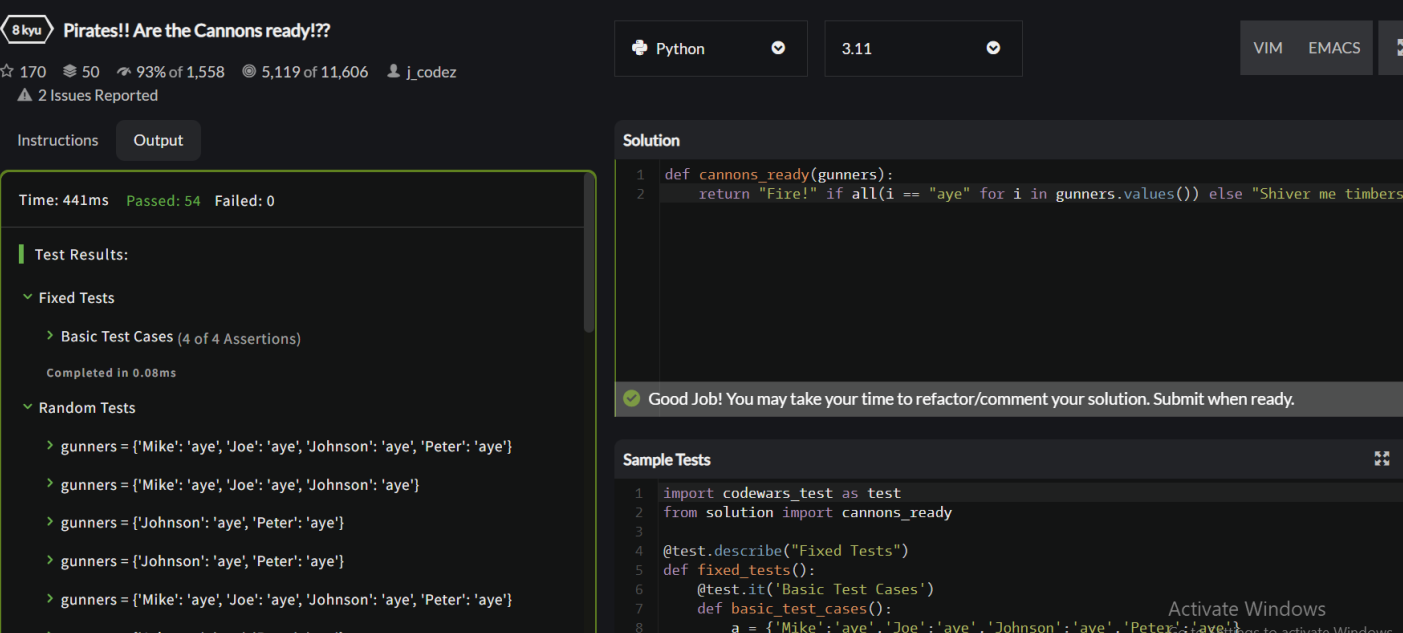 8 kyu Pirates!! Are the Cannons ready!??
170 50 93% of 1,558 5,119 of 11,606 j_codez
2 Issues Reported
Instructions Output
Time: 441ms Passed: 54 Failed: 0
Test Results:
Fixed Tests
Basic Test Cases (4 of 4 Assertions)
Completed in 0.08ms
Random Tests
gunners = {'Mike': 'aye', 'Joe': 'aye', 'Johnson': 'aye', 'Peter': 'aye'}
gunners = {'Mike': 'aye', 'Joe': 'aye', 'Johnson': 'aye'}
gunners = {'Johnson': 'aye', 'Peter': 'aye'}
gunners = {'Johnson': 'aye', 'Peter': 'aye'}
gunners = {'Mike': 'aye', 'Joe': 'aye', 'Johnson': 'aye', 'Peter': 'aye'}
Python 3.11 VIM EMACS
Solution
1 def cannons_ready(gunners):
2 return "Fire!" if all(i == "aye" for i in gunners.values()) else "Shiver me timbers
Good Job! You may take your time to refactor/comment your solution. Submit when ready.
Sample Tests
1 import codewars_test as test
2 from solution import cannons_ready
3
4 @test.describe("Fixed Tests")
5 def fixed_tests():
6 @test.it('Basic Test Cases')
7 def basic_test_cases():
8 a = {'Mike':'aye','Joe':'aye','Johnson':'aye','Peter':'aye'}
Activate Windows
to activate Windows